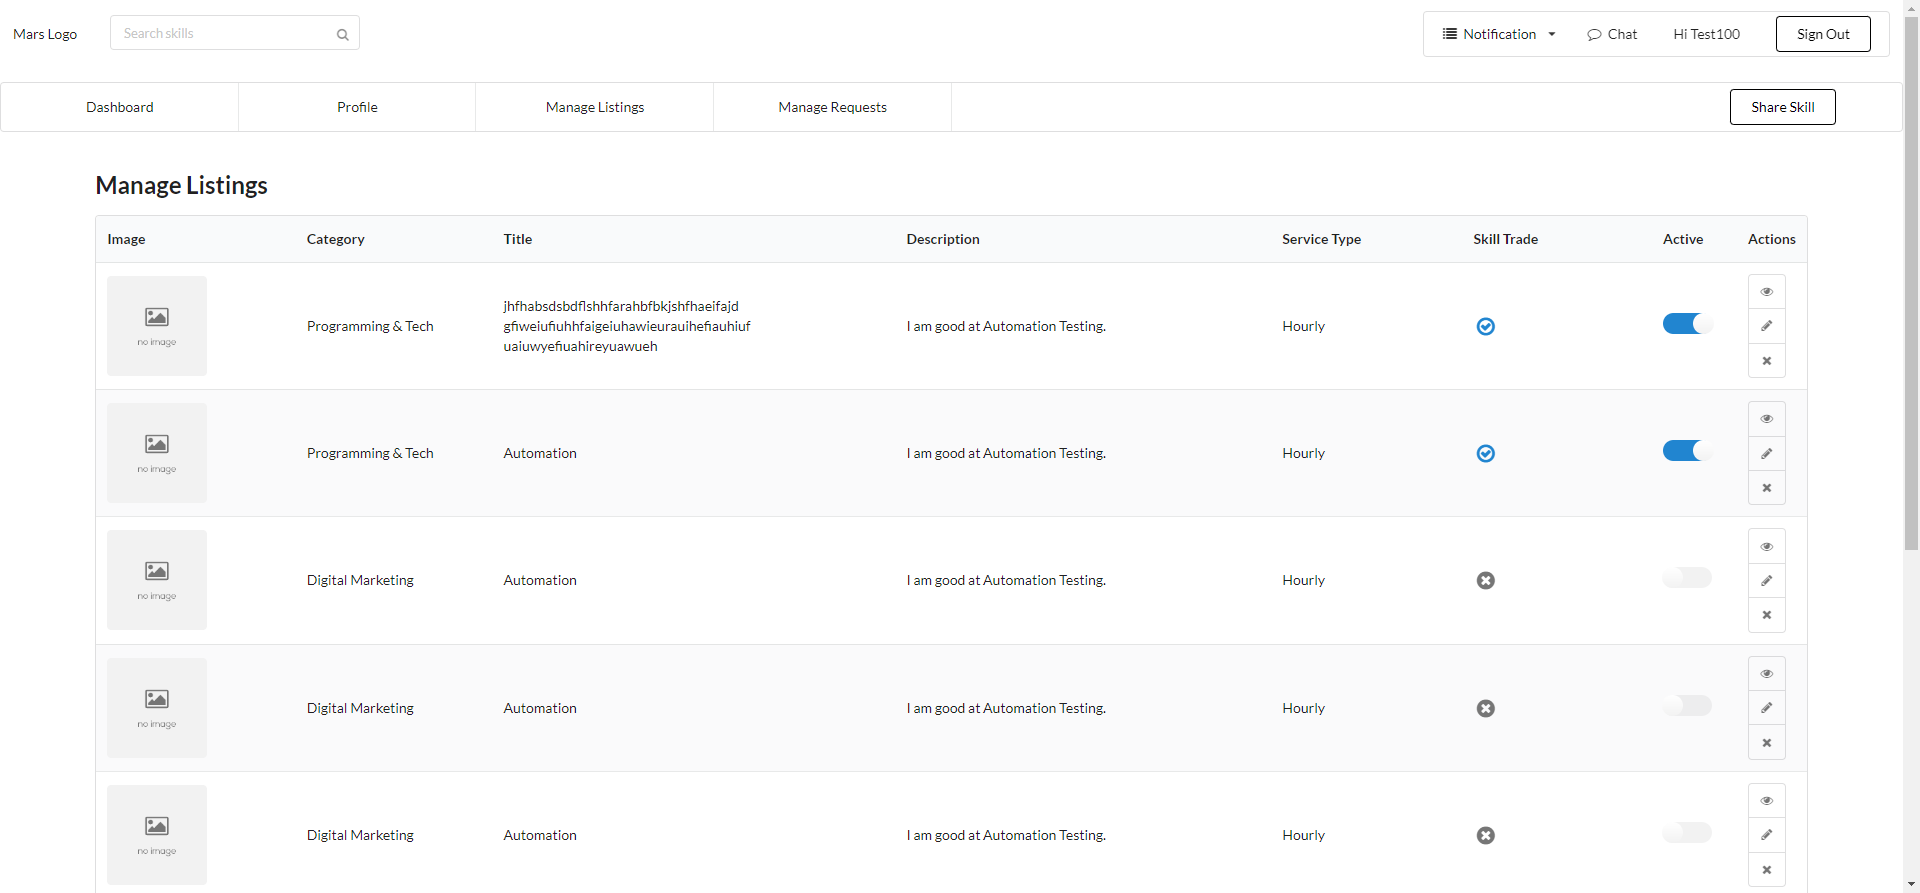 Mars Logo
Search skills
Notification
Chat
Hi Test100
Sign Out
Dashboard
Profile
Manage Listings
Manage Requests
Share Skill
Manage Listings
Image Category Title Description Service Type Skill Trade Active Actions
no image
Programming & Tech
jhfhabsdsbdflshhfarahbfbkjshfhaeifajd
gfiweiufiuhhfaigeiuhawieurauihefiauhiuf
uaiuwyefiuahireyuawueh
I am good at Automation Testing.
Hourly
no image
Programming & Tech
Automation
I am good at Automation Testing.
Hourly
no image
Digital Marketing
Automation
I am good at Automation Testing.
Hourly
no image
Digital Marketing
Automation
I am good at Automation Testing.
Hourly
no image
Digital Marketing
Automation
I am good at Automation Testing.
Hourly